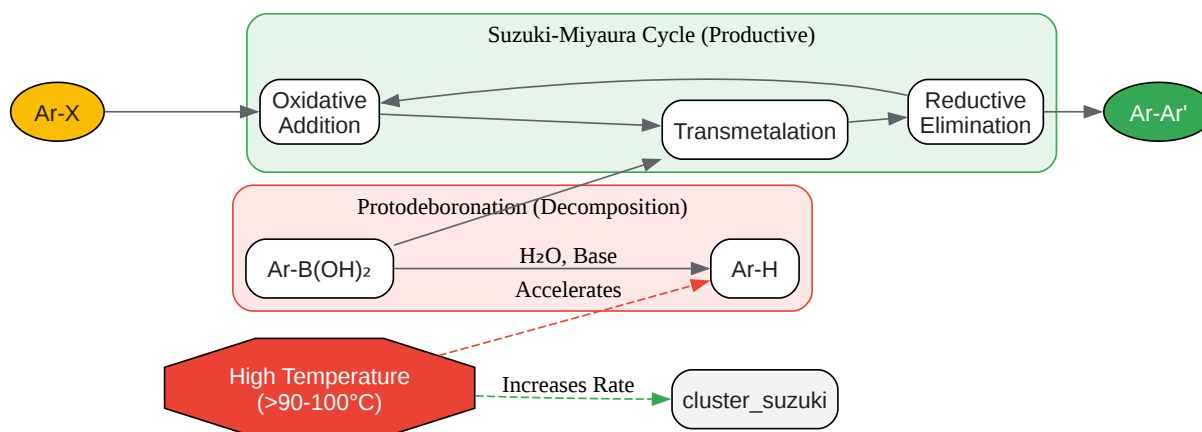 Suzuki-Miyaura Cycle (Productive)
Ar-X
Oxidative
Addition
Transmetalation
Reductive
Elimination
Ar-Ar'
Protodeboronation (Decomposition)
Ar-B(OH)₂
H₂O, Base
Ar-H
Accelerates
High Temperature
(>90-100°C)
Increases Rate
cluster_suzuki